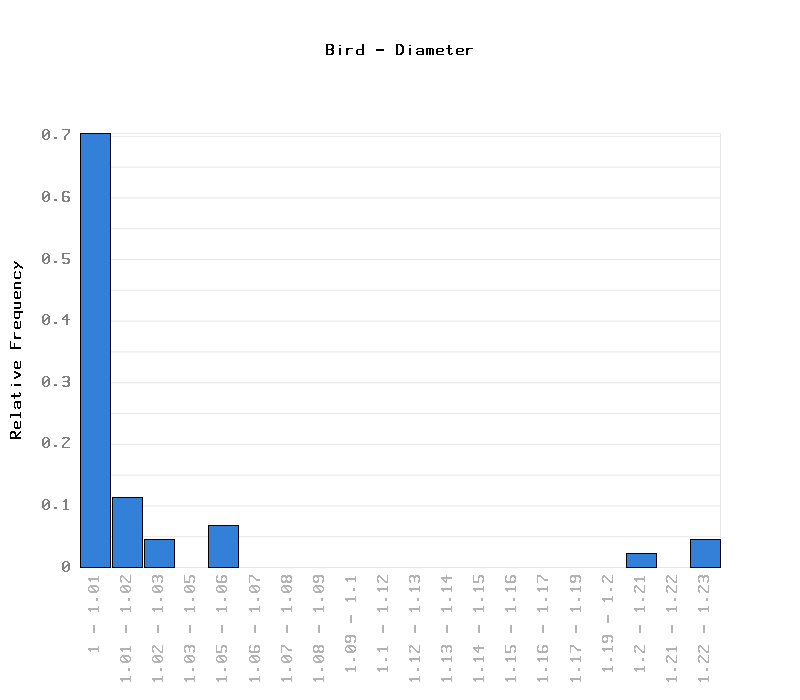 Bird - Diameter
Relative Frequency
0.7
0.6
0.5
0.4
0.3
0.2
0.1
0
1 - 1.01
1.01 - 1.02
1.02 - 1.03
1.03 - 1.05
1.05 - 1.06
1.06 - 1.07
1.07 - 1.08
1.08 - 1.09
1.09 - 1.1
1.1 - 1.12
1.12 - 1.13
1.13 - 1.14
1.14 - 1.15
1.15 - 1.16
1.16 - 1.17
1.17 - 1.19
1.19 - 1.2
1.2 - 1.21
1.21 - 1.22
1.22 - 1.23